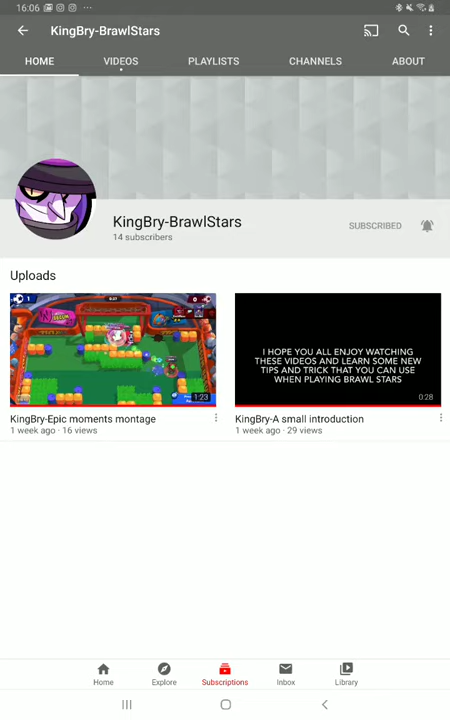 16:06
KingBry-BrawlStars
HOME VIDEOS PLAYLISTS CHANNELS ABOUT
KingBry-BrawlStars
14 subscribers
SUBSCRIBED
Uploads
1 0
1:23
I HOPE YOU ALL ENJOY WATCHING
THESE VIDEOS AND LEARN SOME NEW
TIPS AND TRICK THAT YOU CAN USE
WHEN PLAYING BRAWL STARS
0:28
KingBry-Epic moments montage
1 week ago · 16 views
KingBry-A small introduction
1 week ago · 29 views
Home Explore Subscriptions Inbox Library